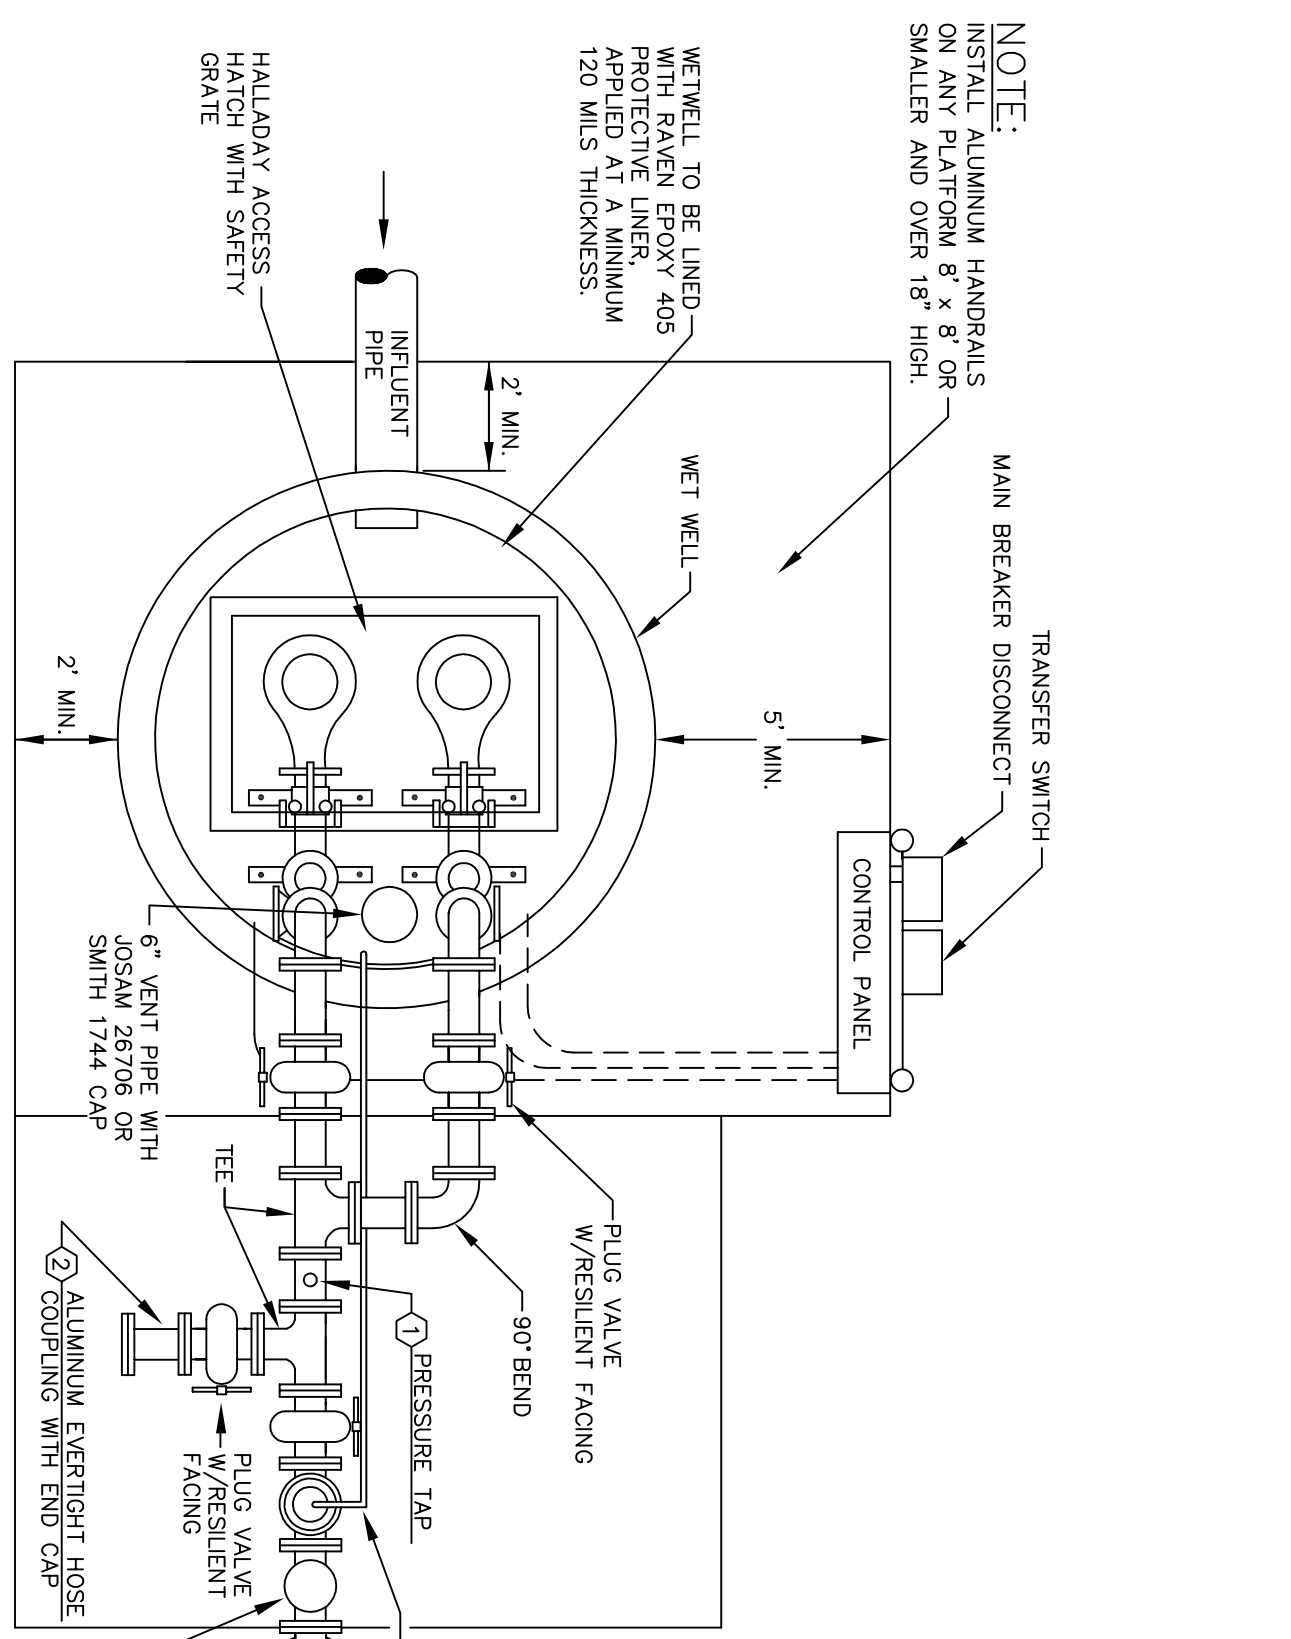 NOTE:
INSTALL ALUMINUM HANDRAILS
ON ANY PLATFORM 8' x 8' OR
SMALLER AND OVER 18" HIGH.
TRANSFER SWITCH
MAIN BREAKER DISCONNECT
CONTROL PANEL
WETWELL TO BE LINED
WITH RAVEN EPOXY 405
PROTECTIVE LINER,
APPLIED AT A MINIMUM
120 MILS THICKNESS.
WET WELL
5' MIN.
2' MIN.
INFLUENT
PIPE
HALLADAY ACCESS
HATCH WITH SAFETY
GRATE
2' MIN.
6" VENT PIPE WITH
JOSAM 26706 OR
SMITH 1744 CAP
PLUG VALVE
W/RESILIENT FACING
90° BEND
1 PRESSURE TAP
TEE
PLUG VALVE
W/RESILIENT
FACING
2 ALUMINUM EVERTIGHT HOSE
COUPLING WITH END CAP